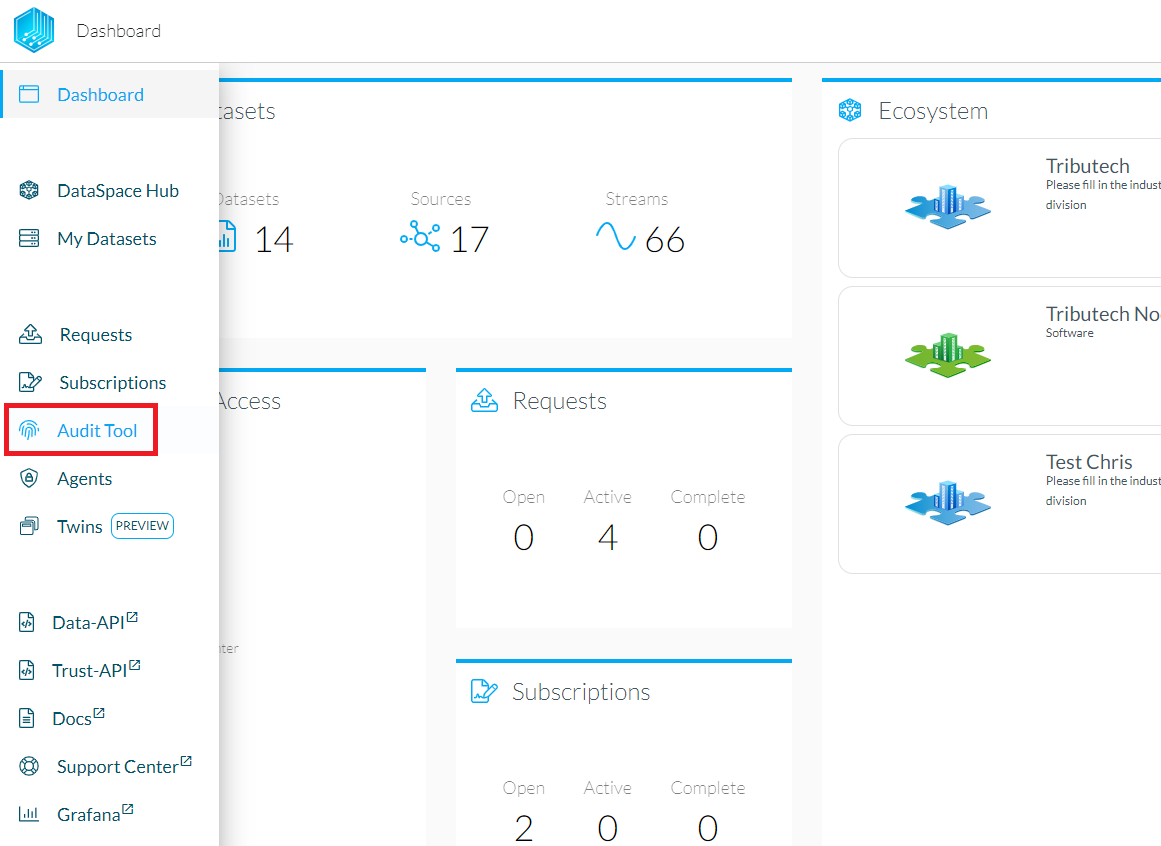 Dashboard
Dashboard
DataSpace Hub
My Datasets
Requests
Subscriptions
Audit Tool
Agents
Twins PREVIEW
Data-API
Trust-API
Docs
Support Center
Grafana
tasets
Datasets
14
Sources
17
Streams
66
Access
Requests
Open
0
Active
4
Complete
0
Subscriptions
Open
2
Active
0
Complete
0
Ecosystem
Tributech
Please fill in the indust
division
Tributech No
Software
Test Chris
Please fill in the indust
division